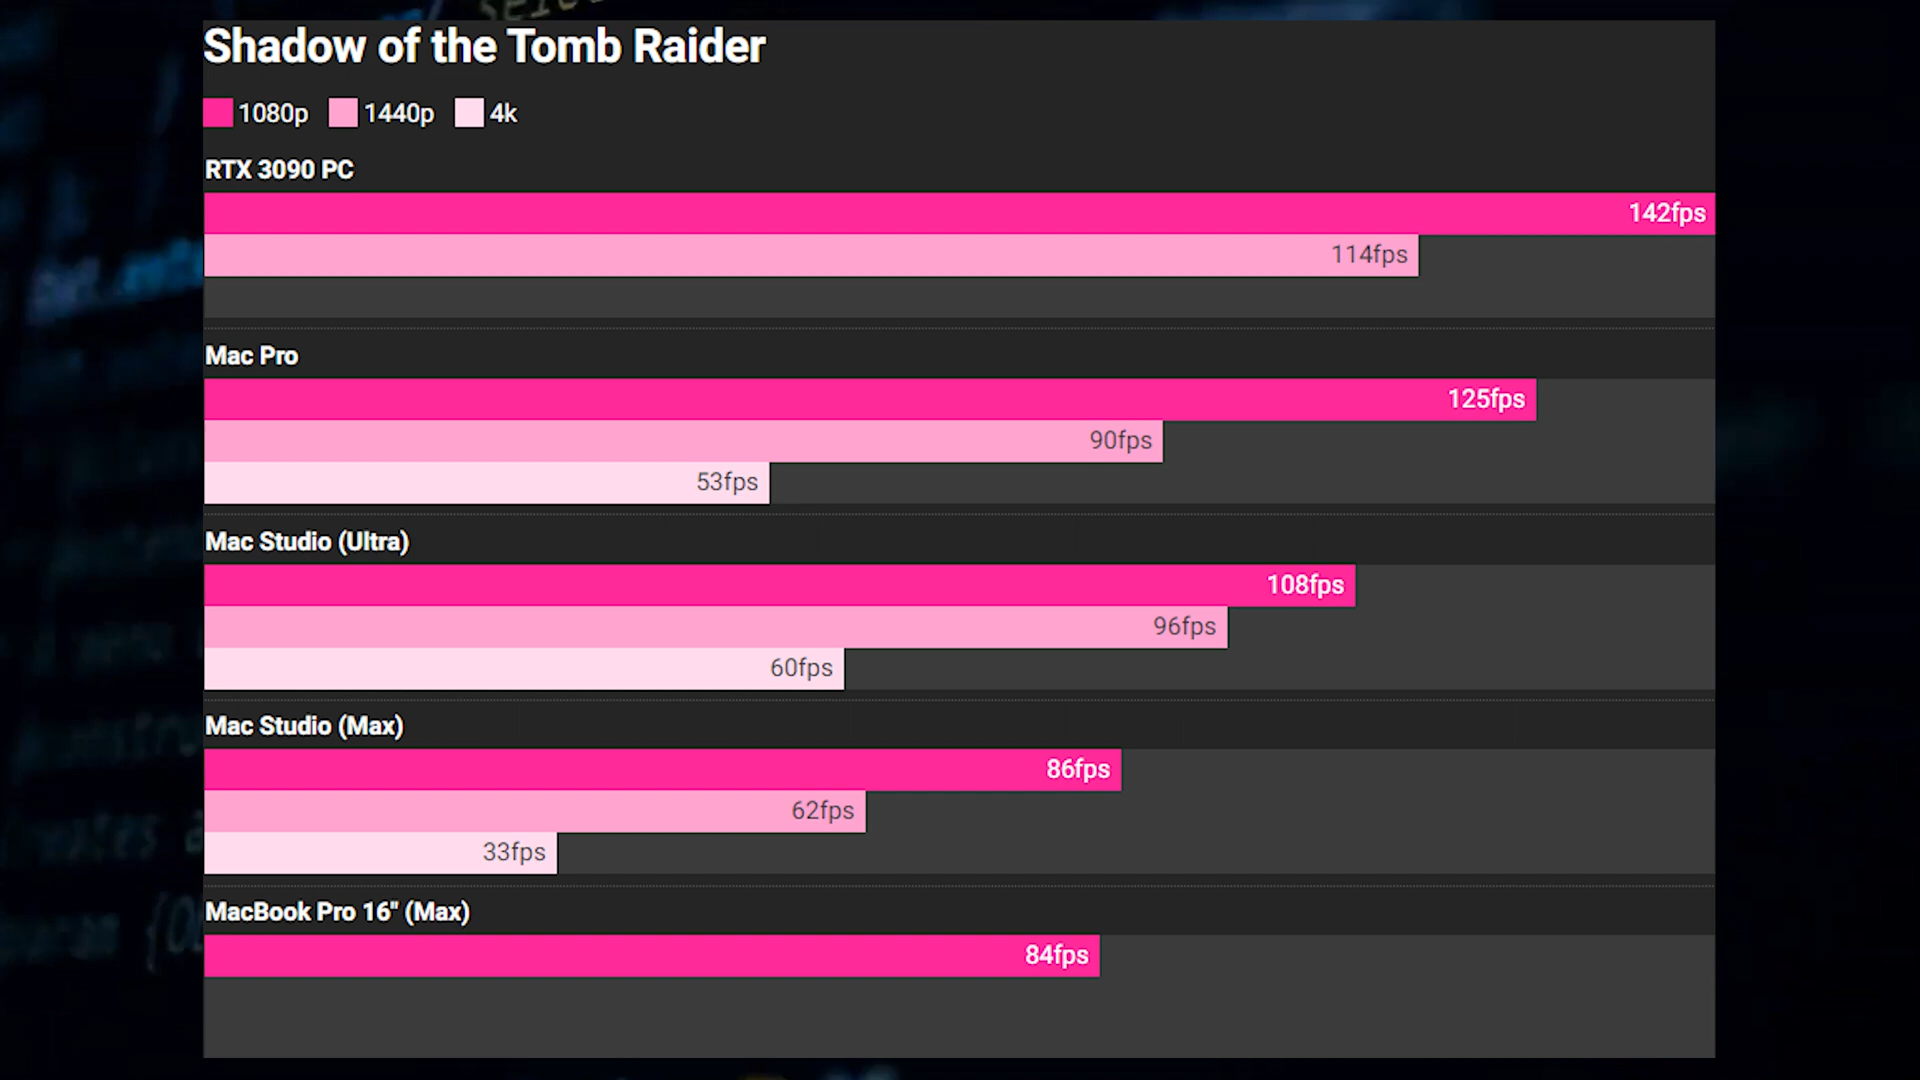 Shadow of the Tomb Raider
1080p 1440p 4k
RTX 3090 PC
142fps
114fps
Mac Pro
125fps
90fps
53fps
Mac Studio (Ultra)
108fps
96fps
60fps
Mac Studio (Max)
86fps
62fps
33fps
MacBook Pro 16" (Max)
84fps